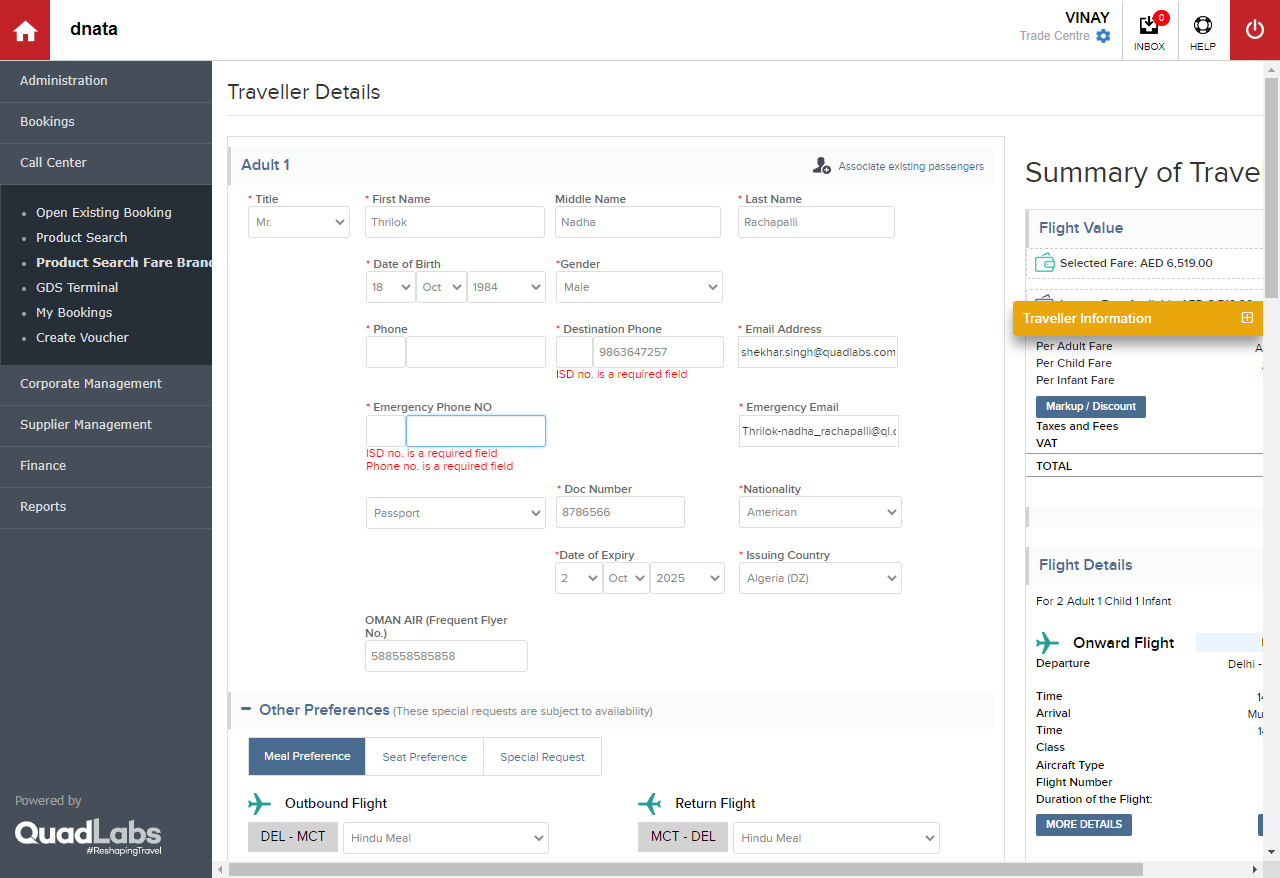 dnata
VINAY
Trade Centre
0
INBOX
HELP
Administration
Bookings
Call Center
Open Existing Booking
Product Search
Product Search Fare Bran
GDS Terminal
My Bookings
Create Voucher
Corporate Management
Supplier Management
Finance
Reports
Powered by
QuadLabs
#ReshapingTravel
Traveller Details
Adult 1
Associate existing passengers
* Title
* First Name
Middle Name
* Last Name
Mr.
Thrilok
Nadha
Rachapalli
* Date of Birth
*Gender
18
Oct
1984
Male
* Phone
* Destination Phone
* Email Address
9863647257
shekhar.singh@quadlabs.com
ISD no. is a required field
* Emergency Phone NO
* Emergency Email
Thrilok-nadha_rachapalli@ql.c
ISD no. is a required field
Phone no. is a required field
* Doc Number
*Nationality
Passport
8786566
American
*Date of Expiry
* Issuing Country
2
Oct
2025
Algeria (DZ)
OMAN AIR (Frequent Flyer
No.)
588558585858
Other Preferences (These special requests are subject to availability)
Meal Preference
Seat Preference
Special Request
Outbound Flight
Return Flight
DEL - MCT
Hindu Meal
MCT - DEL
Hindu Meal
Summary of Trave
Flight Value
Selected Fare: AED 6,519.00
Traveller Information
Per Adult Fare
A
Per Child Fare
Per Infant Fare
Markup / Discount
Taxes and Fees
VAT
TOTAL
Flight Details
For 2 Adult 1 Child 1 Infant
Onward Flight
Departure
Delhi -
Time
14
Arrival
Mu
Time
Class
Aircraft Type
Flight Number
Duration of the Flight:
MORE DETAILS